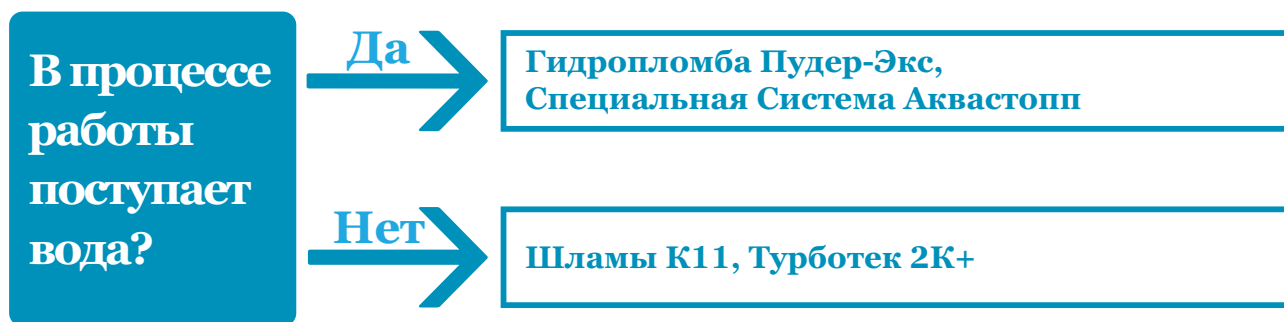 В процессе
работы
поступает
вода?
Да
Гидропломба Пудер-Экс,
Специальная Система Аквастопп
Нет
Шламы К11, Турботек 2К+